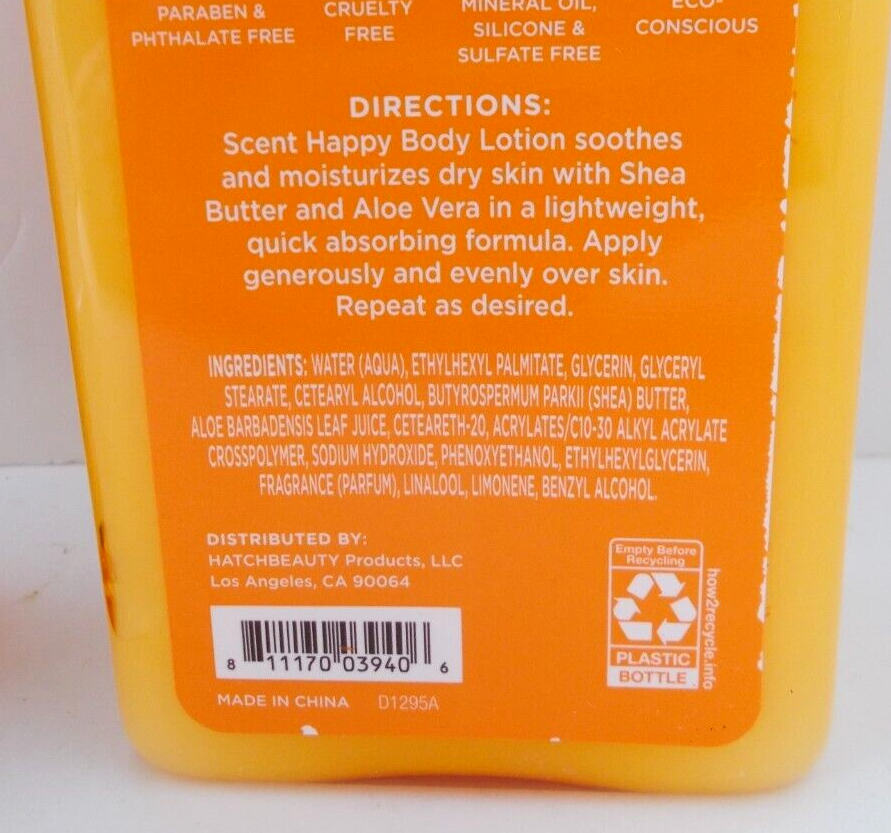 PARABEN &
PHTHALATE FREE
CRUELTY
FREE
MINERAL OIL,
SILICONE &
SULFATE FREE
ECO-
CONSCIOUS
DIRECTIONS:
Scent Happy Body Lotion soothes
and moisturizes dry skin with Shea
Butter and Aloe Vera in a lightweight,
quick absorbing formula. Apply
generously and evenly over skin.
Repeat as desired.
INGREDIENTS: WATER (AQUA), ETHYLHEXYL PALMITATE, GLYCERIN, GLYCERYL
STEARATE, CETEARYL ALCOHOL, BUTYROSPERMUM PARKII (SHEA) BUTTER,
ALOE BARBADENSIS LEAF JUICE, CETEARETH-20, ACRYLATES/C10-30 ALKYL ACRYLATE
CROSSPOLYMER, SODIUM HYDROXIDE, PHENOXYETHANOL, ETHYLHEXYLGLYCERIN,
FRAGRANCE (PARFUM), LINALOOL, LIMONENE, BENZYL ALCOHOL.
DISTRIBUTED BY:
HATCHBEAUTY Products, LLC
Los Angeles, CA 90064
8 11170 03940 6
MADE IN CHINA D1295A
Empty Before
Recycling
PLASTIC
BOTTLE
how2recycle.info